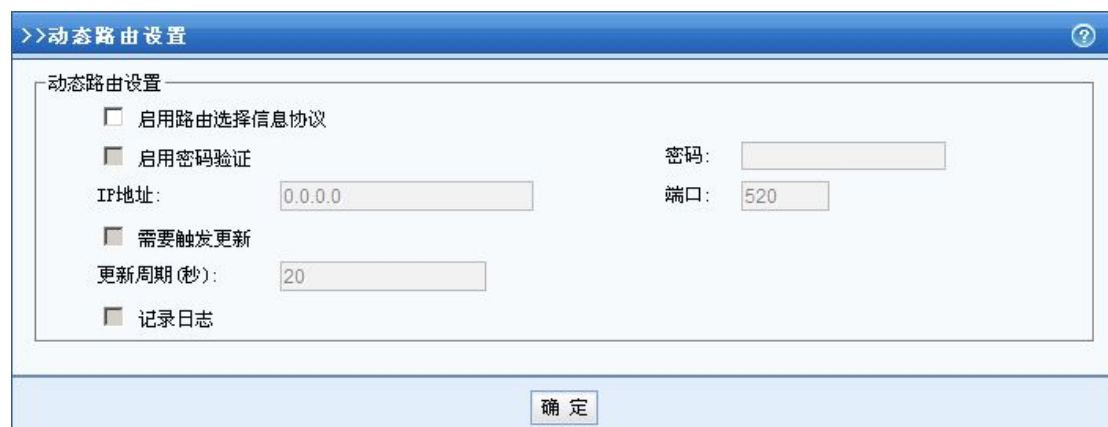 >>动态路由设置
动态路由设置
启用路由选择信息协议
启用密码验证 密码:
IP地址: 0.0.0.0 端口: 520
需要触发更新
更新周期(秒): 20
记录日志
确 定